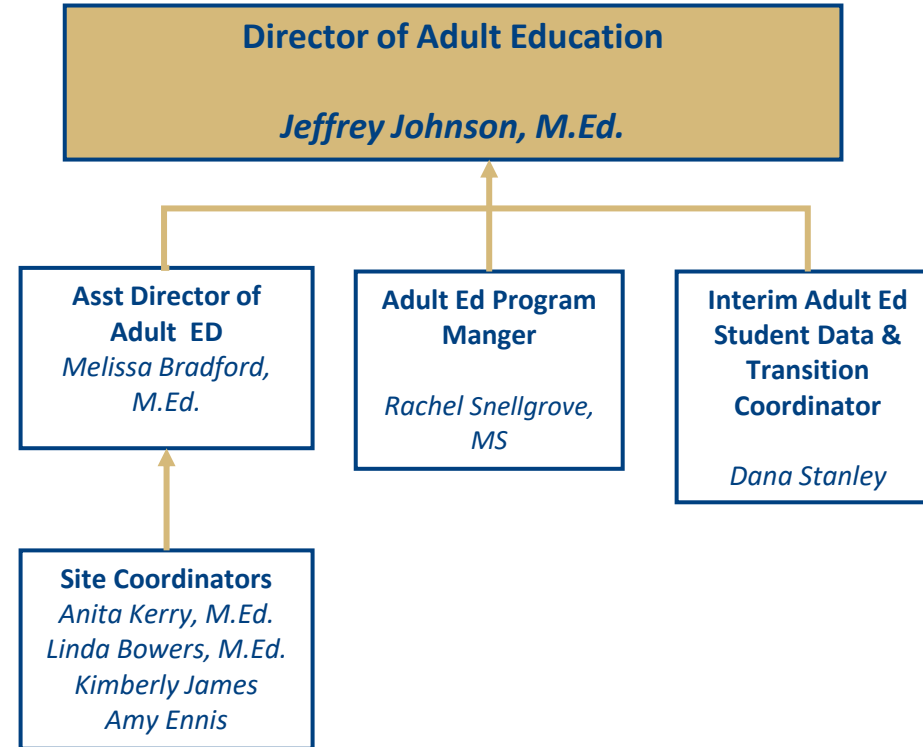 Director of Adult Education
Jeffrey Johnson, M.Ed.
Asst Director of
Adult ED
Melissa Bradford,
M.Ed.
Adult Ed Program
Manger
Rachel Snellgrove,
MS
Interim Adult Ed
Student Data &
Transition
Coordinator
Dana Stanley
Site Coordinators
Anita Kerry, M.Ed.
Linda Bowers, M.Ed.
Kimberly James
Amy Ennis